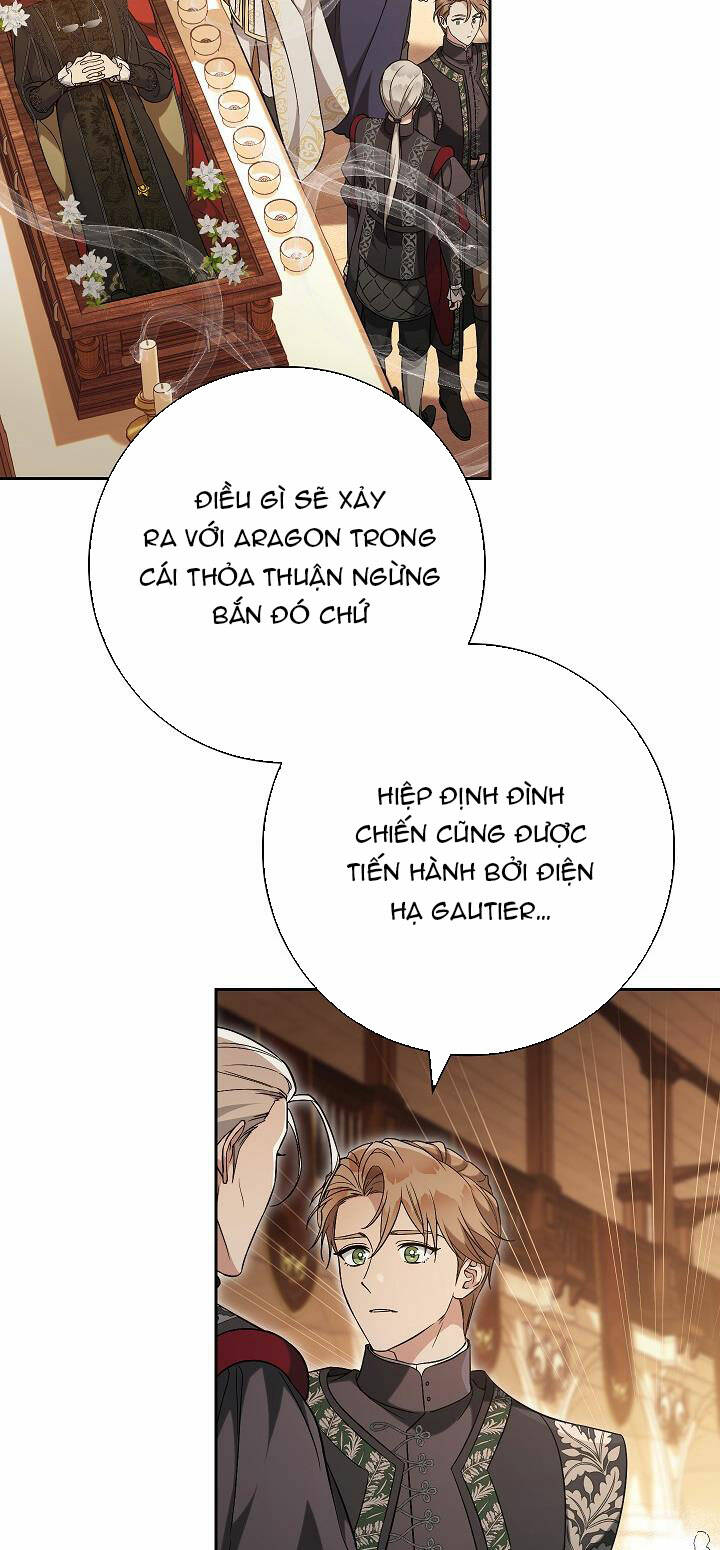 ĐIỀU GÌ SẼ XẢY
RA VỚI ARAGON TRONG
CÁI THỎA THUẬN NGỪNG
BẮN ĐÓ CHỨ
HIỆP ĐỊNH ĐÌNH
CHIẾN CŨNG ĐƯỢC
TIẾN HÀNH BỞI ĐIỆN
HẠ GAUTIER...